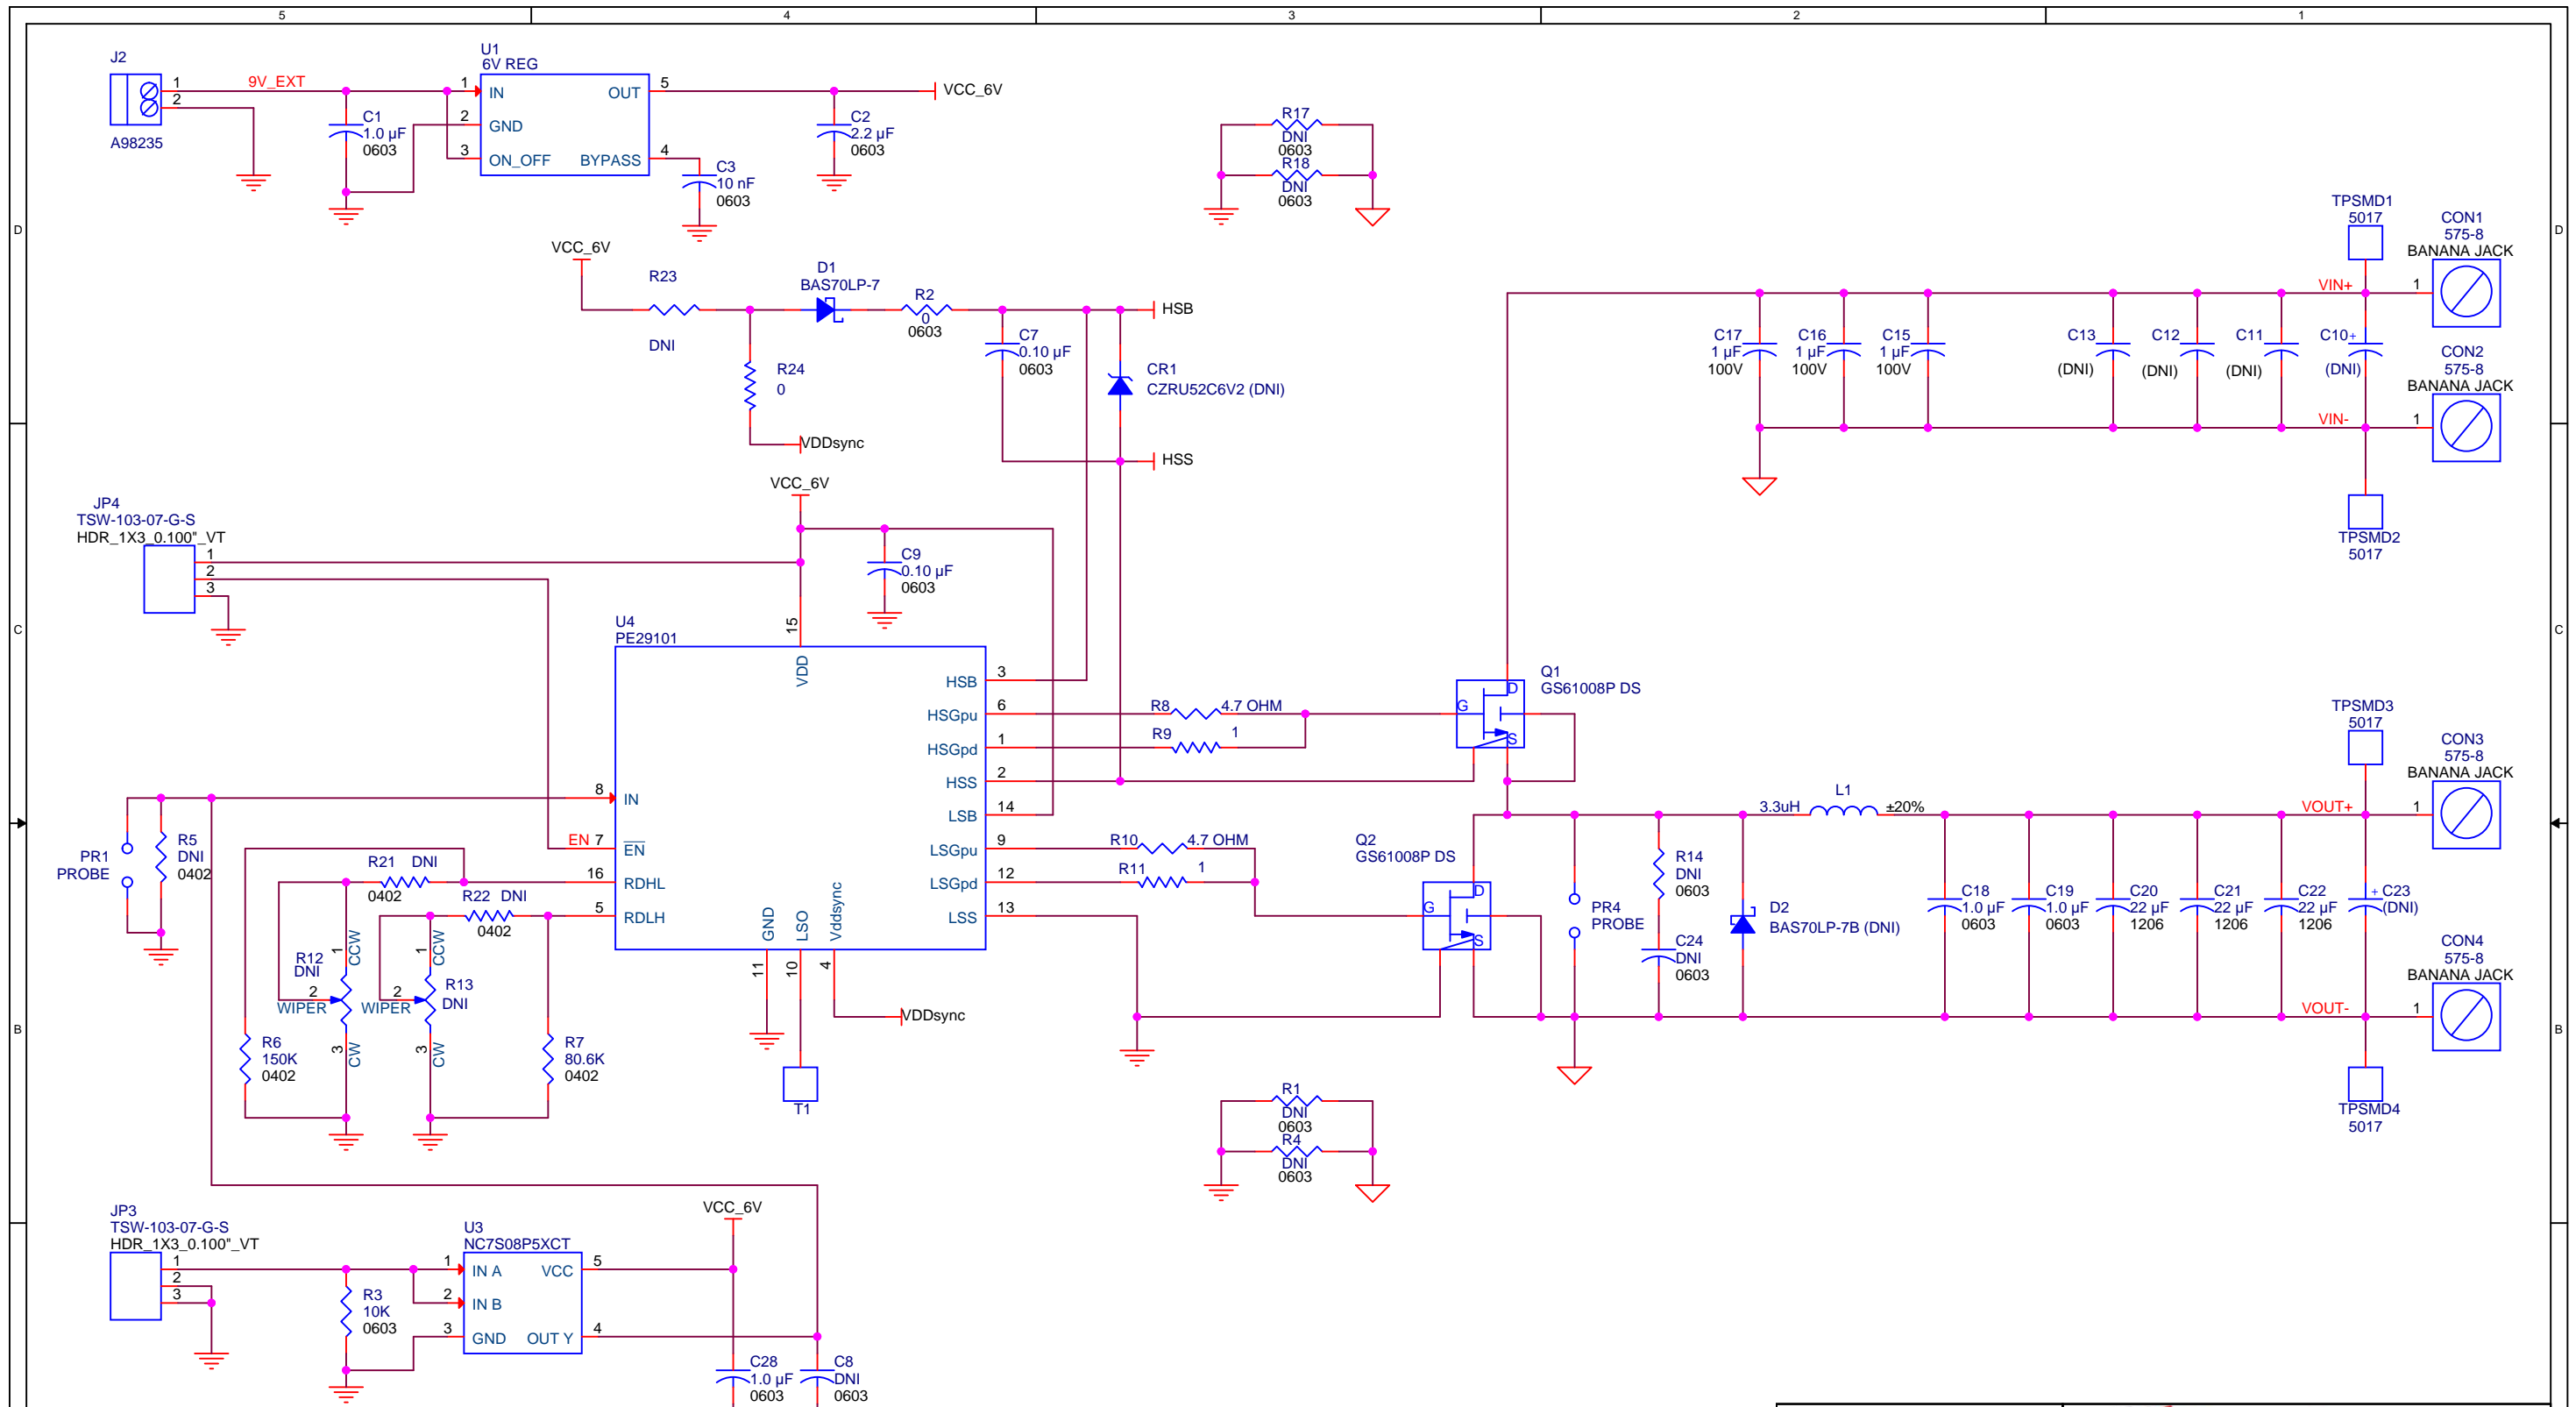 5
4
3
2
1
D
C
B
D
C
B
J2
1
2
A98235
9V_EXT
C1
1.0 µF
0603
U1
6V REG
1
IN
2
GND
3
ON_OFF
OUT
5
BYPASS
4
C3
10 nF
0603
C2
2.2 µF
0603
VCC_6V
R17
DNI
0603
R18
DNI
0603
VCC_6V
R23
DNI
D1
BAS70LP-7
R2
0
0603
R24
0
VDDsync
C7
0.10 µF
0603
HSB
CR1
CZRU52C6V2 (DNI)
HSS
TPSMD1
5017
CON1
575-8
BANANA JACK
VIN+
1
C17
1 µF
100V
C16
1 µF
100V
C15
1 µF
100V
C13
(DNI)
C12
(DNI)
C11
(DNI)
C10+
(DNI)
CON2
575-8
BANANA JACK
VIN-
1
TPSMD2
5017
JP4
TSW-103-07-G-S
HDR_1X3_0.100"_VT
1
2
3
VCC_6V
C9
0.10 µF
0603
U4
PE29101
15
VDD
HSB
3
HSGpu
6
HSGpd
1
HSS
2
LSB
14
LSGpu
9
LSGpd
12
LSS
13
8
IN
EN 7
EN
16
RDHL
5
RDLH
GND
LSO
Vddsync
11
10
4
VDDsync
T1
R8
4.7 OHM
R9
1
R10
4.7 OHM
R11
1
Q1
GS61008P DS
G
D
S
Q2
GS61008P DS
G
D
S
PR1
PROBE
R5
DNI
0402
R21 DNI
0402
R22 DNI
0402
R12
DNI
1
CCW
2
WIPER
3
CW
R13
DNI
1
CCW
2
WIPER
3
CW
R6
150K
0402
R7
80.6K
0402
PR4
PROBE
R14
DNI
0603
C24
DNI
0603
D2
BAS70LP-7B (DNI)
L1
3.3uH
±20%
C18
1.0 µF
0603
C19
1.0 µF
0603
C20
22 µF
1206
C21
22 µF
1206
C22
22 µF
1206
+ C23
(DNI)
TPSMD3
5017
CON3
575-8
BANANA JACK
VOUT+
1
CON4
575-8
BANANA JACK
VOUT-
1
TPSMD4
5017
R1
DNI
0603
R4
DNI
0603
JP3
TSW-103-07-G-S
HDR_1X3_0.100"_VT
1
2
3
R3
10K
0603
U3
NC7S08P5XCT
1
IN A
2
IN B
3
GND
VCC
5
OUT Y
4
VCC_6V
C28
1.0 µF
0603
C8
DNI
0603